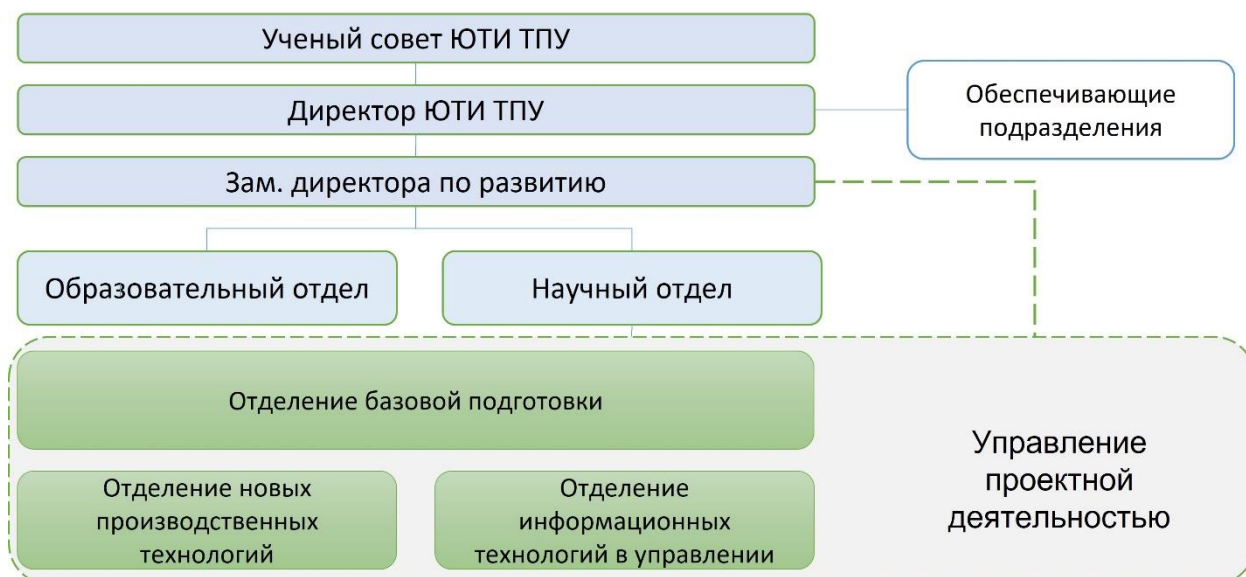 Ученый совет ЮТИ ТПУ
Директор ЮТИ ТПУ
Обеспечивающие
подразделения
Зам. директора по развитию
Образовательный отдел
Научный отдел
Отделение базовой подготовки
Отделение новых
производственных
технологий
Отделение
информационных
технологий в управлении
Управление
проектной
деятельностью